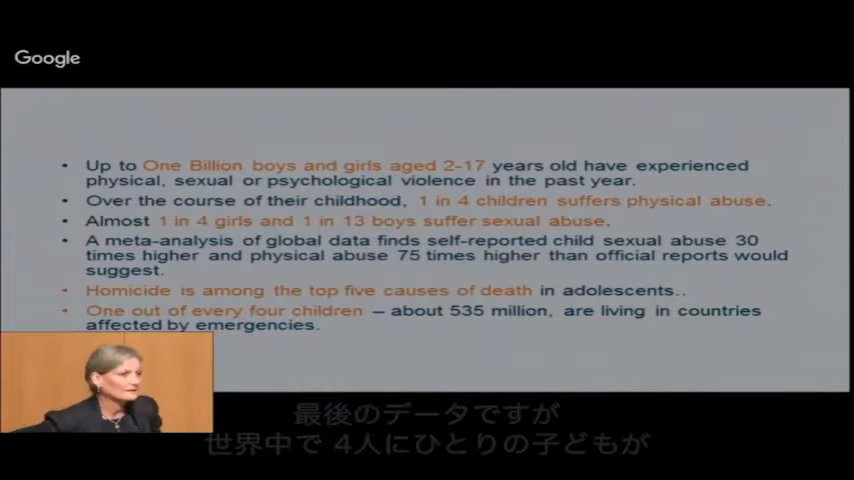 Google
• Up to One Billion boys and girls aged 2-17 years old have experienced
physical, sexual or psychological violence in the past year.
• Over the course of their childhood, 1 in 4 children suffers physical abuse.
• Almost 1 in 4 girls and 1 in 13 boys suffer sexual abuse.
• A meta-analysis of global data finds self-reported child sexual abuse 30
times higher and physical abuse 75 times higher than official reports would
suggest.
• Homicide is among the top five causes of death in adolescents..
• One out of every four children – about 535 million, are living in countries
affected by emergencies.
最後のデータですが
世界中で 4人にひとりの子どもが